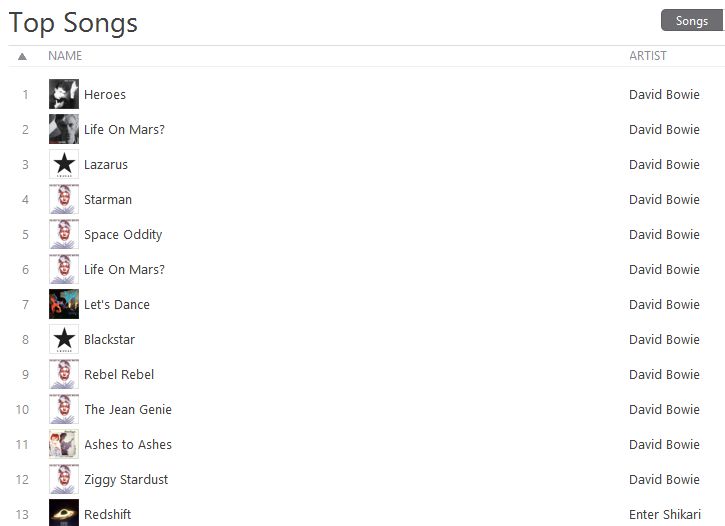 Top Songs
Songs
NAME ARTIST
1 Heroes David Bowie
2 Life On Mars? David Bowie
3 Lazarus David Bowie
4 Starman David Bowie
5 Space Oddity David Bowie
6 Life On Mars? David Bowie
7 Let's Dance David Bowie
8 Blackstar David Bowie
9 Rebel Rebel David Bowie
10 The Jean Genie David Bowie
11 Ashes to Ashes David Bowie
12 Ziggy Stardust David Bowie
13 Redshift Enter Shikari